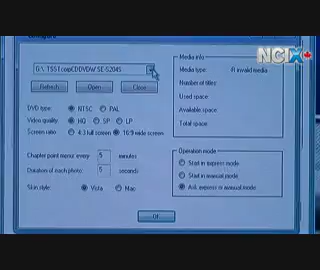 NCIX
G:\ TSSTcorpCDDVDW SE-S204S
Refresh
Open
Close
DVD type:
NTSC
PAL
Video quality:
HQ
SP
LP
Screen ratio
4:3 full screen
16:9 wide screen
Chapter point menus every
5
minutes
Duration of each photo:
5
seconds
Skin style:
Vista
Mac
Media info
Media type:
R invalid media
Number of titles:
Used space
Available space
Total space
Operation mode
Start in express mode
Start in manual mode
Ask express or manual mode
OK